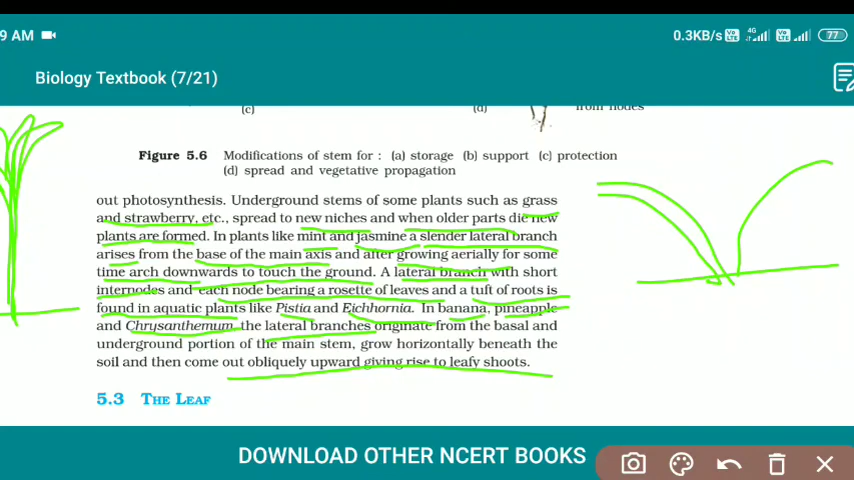 9 AM
0.3KB/s Vo LTE 4G Vo LTE 77
Biology Textbook (7/21)
(c) (d) from nodes
Figure 5.6 Modifications of stem for : (a) storage (b) support (c) protection
(d) spread and vegetative propagation
out photosynthesis. Underground stems of some plants such as grass
and strawberry, etc., spread to new niches and when older parts die new
plants are formed. In plants like mint and jasmine a slender lateral branch
arises from the base of the main axis and after growing aerially for some
time arch downwards to touch the ground. A lateral branch with short
internodes and each node bearing a rosette of leaves and a tuft of roots is
found in aquatic plants like Pistia and Eichhornia. In banana, pineapple
and Chrysanthemum, the lateral branches originate from the basal and
underground portion of the main stem, grow horizontally beneath the
soil and then come out obliquely upward giving rise to leafy shoots.
5.3 THE LEAF
DOWNLOAD OTHER NCERT BOOKS